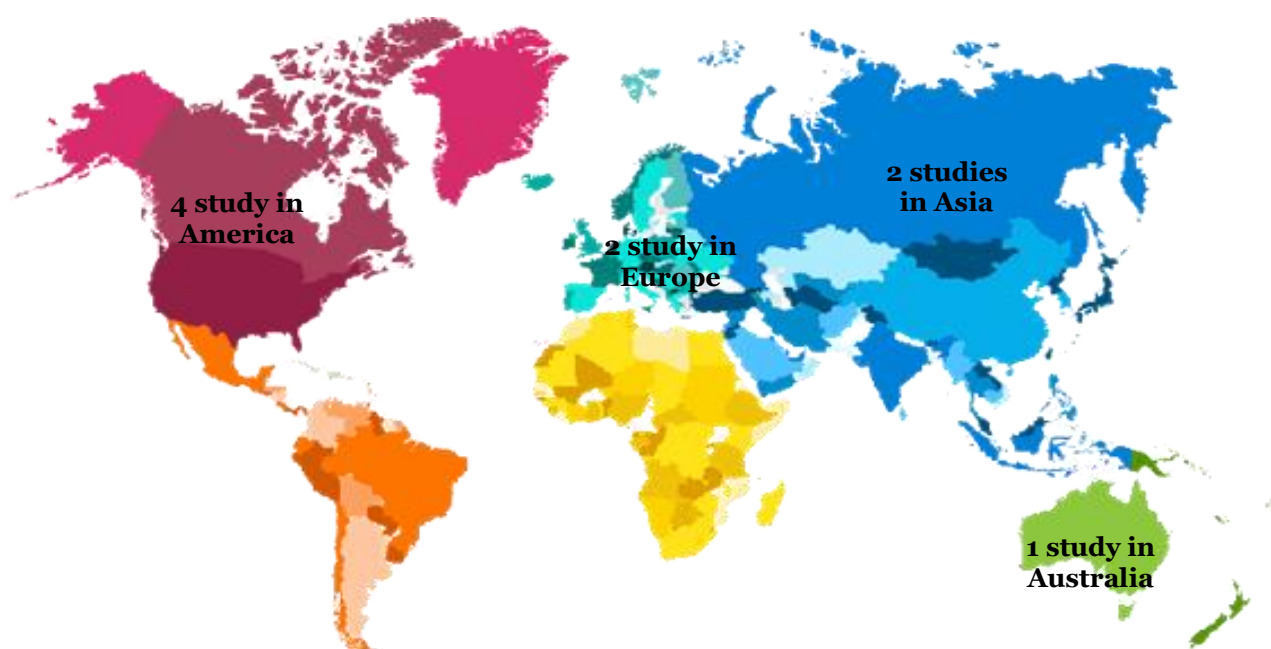 4 study in
America
2 study in
Europe
2 studies
in Asia
1 study in
Australia